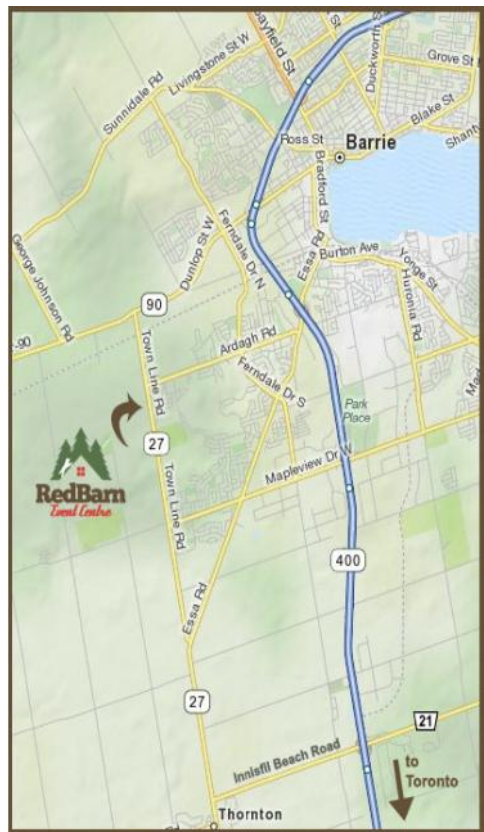 Bayfield St
Duckworth St
Livingstone St W
Grove St
Sunnidale Rd
Blake St
Ross St
Shanty
Barrie
Bradford St
Dunlop St W
Ferndale Dr N
Essa Rd
Burton Ave
Yonge St
George Johnson Rd
Huronia Rd
90
-90
Ardagh Rd
Town Line Rd
Ferndale Dr S
Park
Place
27
RedBarn
Event Centre
Mapleview Dr W
Town Line Rd
400
Essa Rd
27
21
Innisfil Beach Road
to
Toronto
Thornton